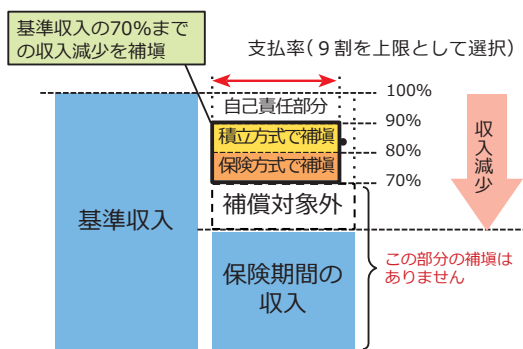 基準収入の70%まで
の収入減少を補塡
支払率(９割を上限として選択)
100%
自己責任部分
90%
積立方式で補塡
80%
保険方式で補塡
70%
収入減少
補償対象外
基準収入
保険期間の
収入
この部分の補塡は
ありません